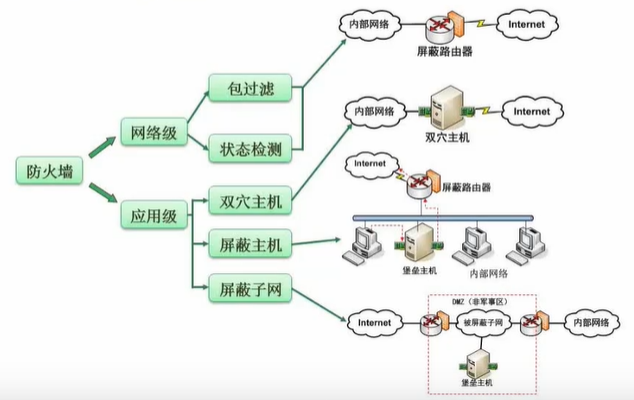 防火墙
网络级
应用级
包过滤
状态检测
双穴主机
屏蔽主机
屏蔽子网
内部网络
Internet
屏蔽路由器
内部网络
Internet
双穴主机
Internet
屏蔽路由器
堡垒主机
内部网络
DMZ（非军事区）
Internet
被屏蔽子网
内部网络
堡垒主机